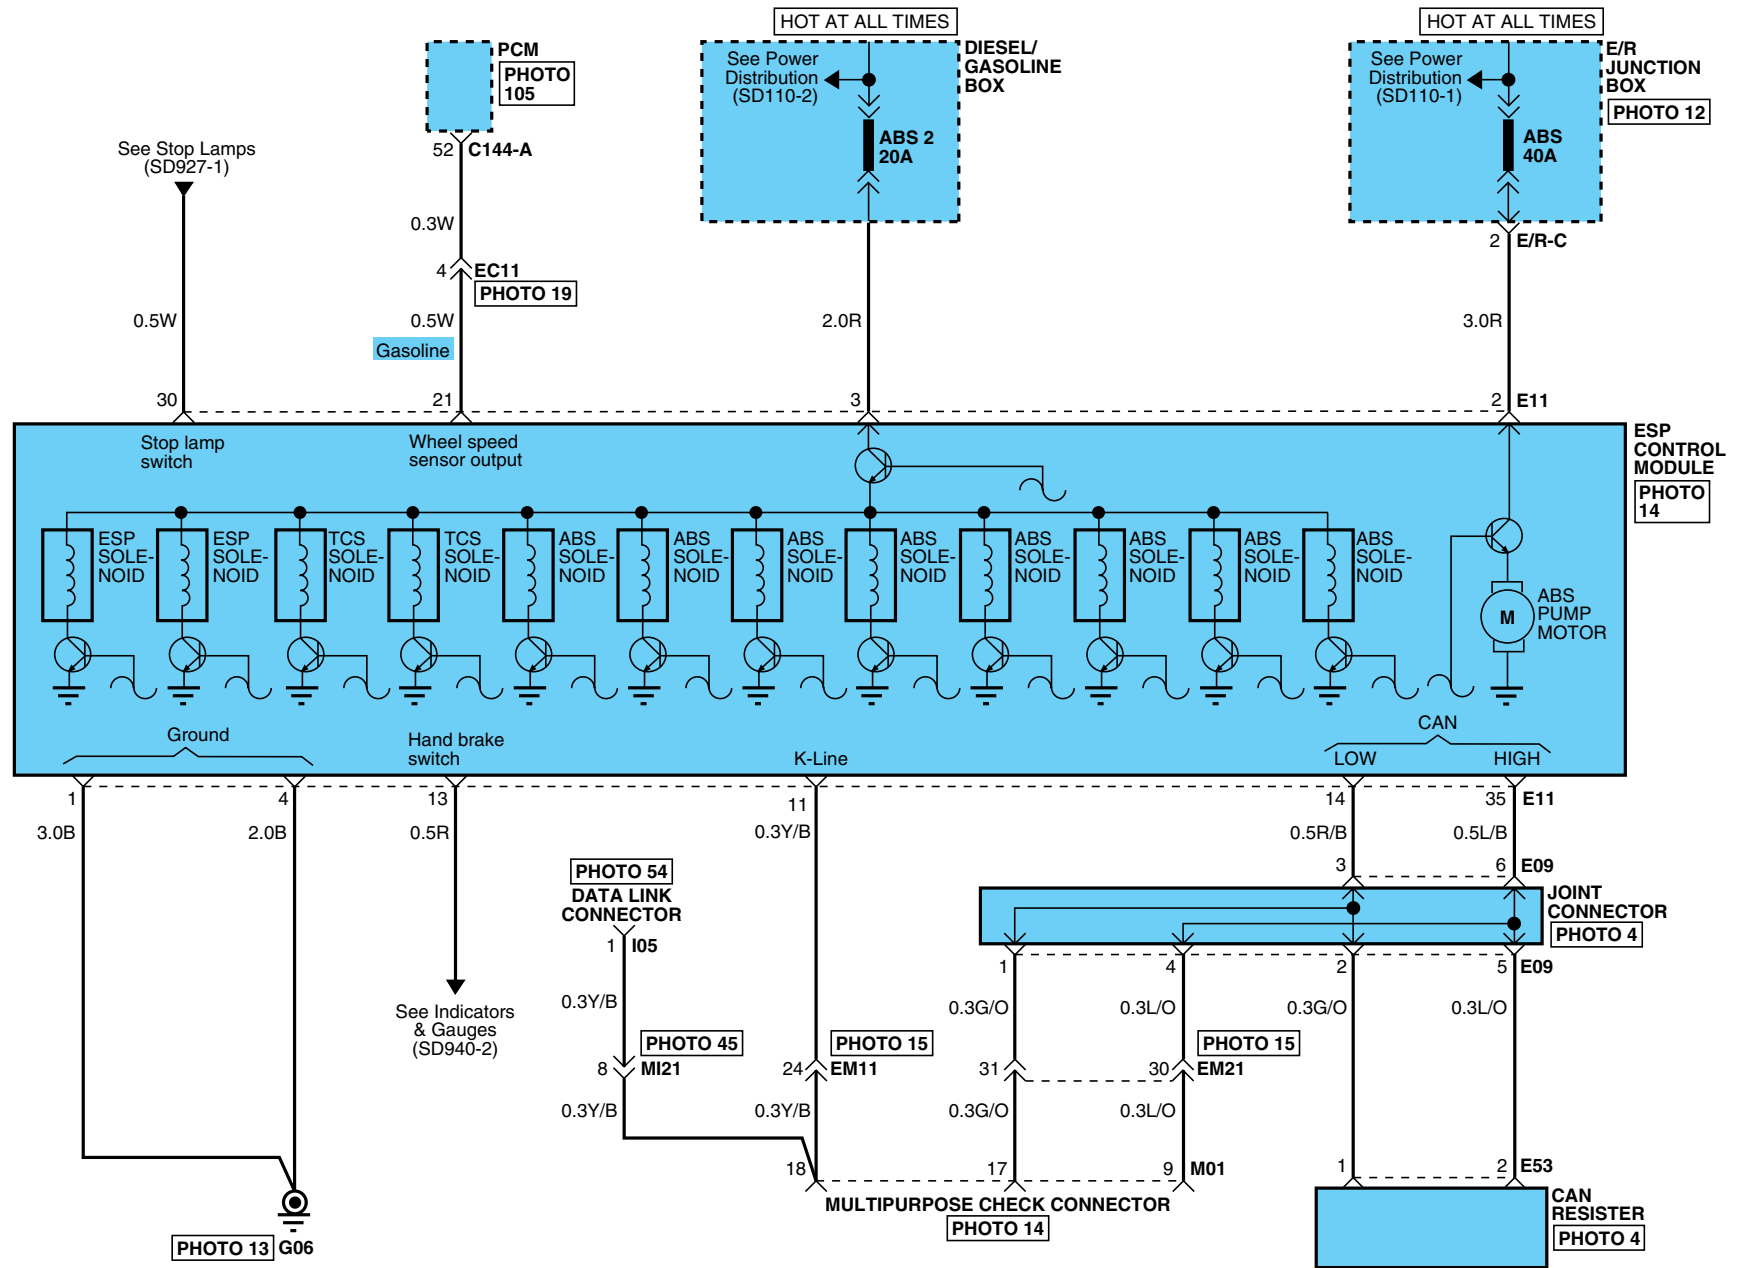 HOT AT ALL TIMES
HOT AT ALL TIMES
PCM
PHOTO
105
See Power
Distribution
(SD110-2)
DIESEL/
GASOLINE
BOX
See Power
Distribution
(SD110-1)
E/R
JUNCTION
BOX
PHOTO 12
ABS 2
20A
ABS
40A
See Stop Lamps
(SD927-1)
52 C144-A
0.3W
2 E/R-C
4 EC11
PHOTO 19
0.5W
0.5W
2.0R
3.0R
Gasoline
30
21
3
2 E11
Stop lamp
switch
Wheel speed
sensor output
ESP
CONTROL
MODULE
PHOTO
14
ESP
SOLE-
NOID
ESP
SOLE-
NOID
TCS
SOLE-
NOID
TCS
SOLE-
NOID
ABS
SOLE-
NOID
ABS
SOLE-
NOID
ABS
SOLE-
NOID
ABS
SOLE-
NOID
ABS
SOLE-
NOID
ABS
SOLE-
NOID
ABS
SOLE-
NOID
ABS
SOLE-
NOID
M
ABS
PUMP
MOTOR
Ground
Hand brake
switch
K-Line
CAN
LOW
HIGH
1
4
13
11
14
35 E11
3.0B
2.0B
0.5R
0.3Y/B
0.5R/B
0.5L/B
3
6 E09
PHOTO 54
DATA LINK
CONNECTOR
1 I05
JOINT
CONNECTOR
PHOTO 4
1
4
2
5 E09
0.3Y/B
0.3G/O
0.3L/O
0.3G/O
0.3L/O
See Indicators
& Gauges
(SD940-2)
PHOTO 45
8 MI21
PHOTO 15
24 EM11
31
PHOTO 15
30 EM21
0.3Y/B
0.3Y/B
0.3G/O
0.3L/O
18
17
9 M01
1
2 E53
MULTIPURPOSE CHECK CONNECTOR
PHOTO 14
CAN
RESISTER
PHOTO 4
PHOTO 13 G06